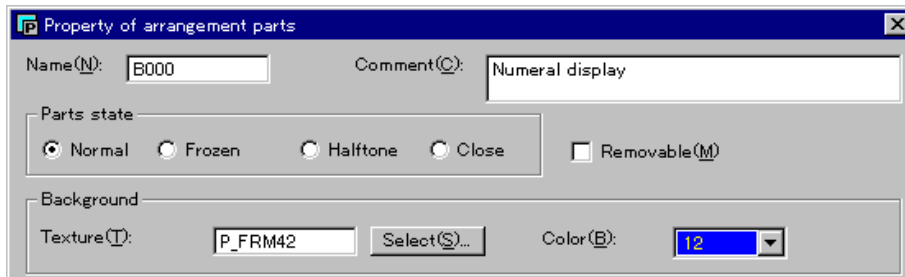 Property of arrangement parts
Name(N): B000 Comment(C): Numeral display
Parts state
Normal Frozen Halftone Close Removable(M)
Background
Texture(T): P_FRM42 Select(S)... Color(B): 12